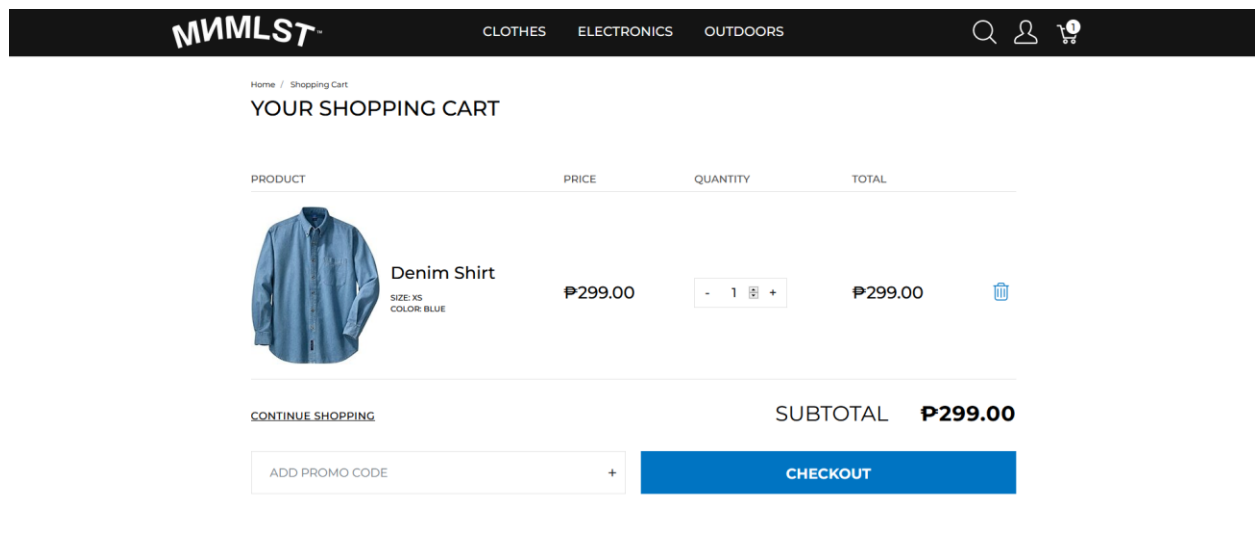 MИMLST™
CLOTHES ELECTRONICS OUTDOORS
1
Home / Shopping Cart
YOUR SHOPPING CART
PRODUCT PRICE QUANTITY TOTAL
Denim Shirt
SIZE: XS
COLOR: BLUE
₱299.00 - 1 + ₱299.00
CONTINUE SHOPPING SUBTOTAL ₱299.00
ADD PROMO CODE + CHECKOUT